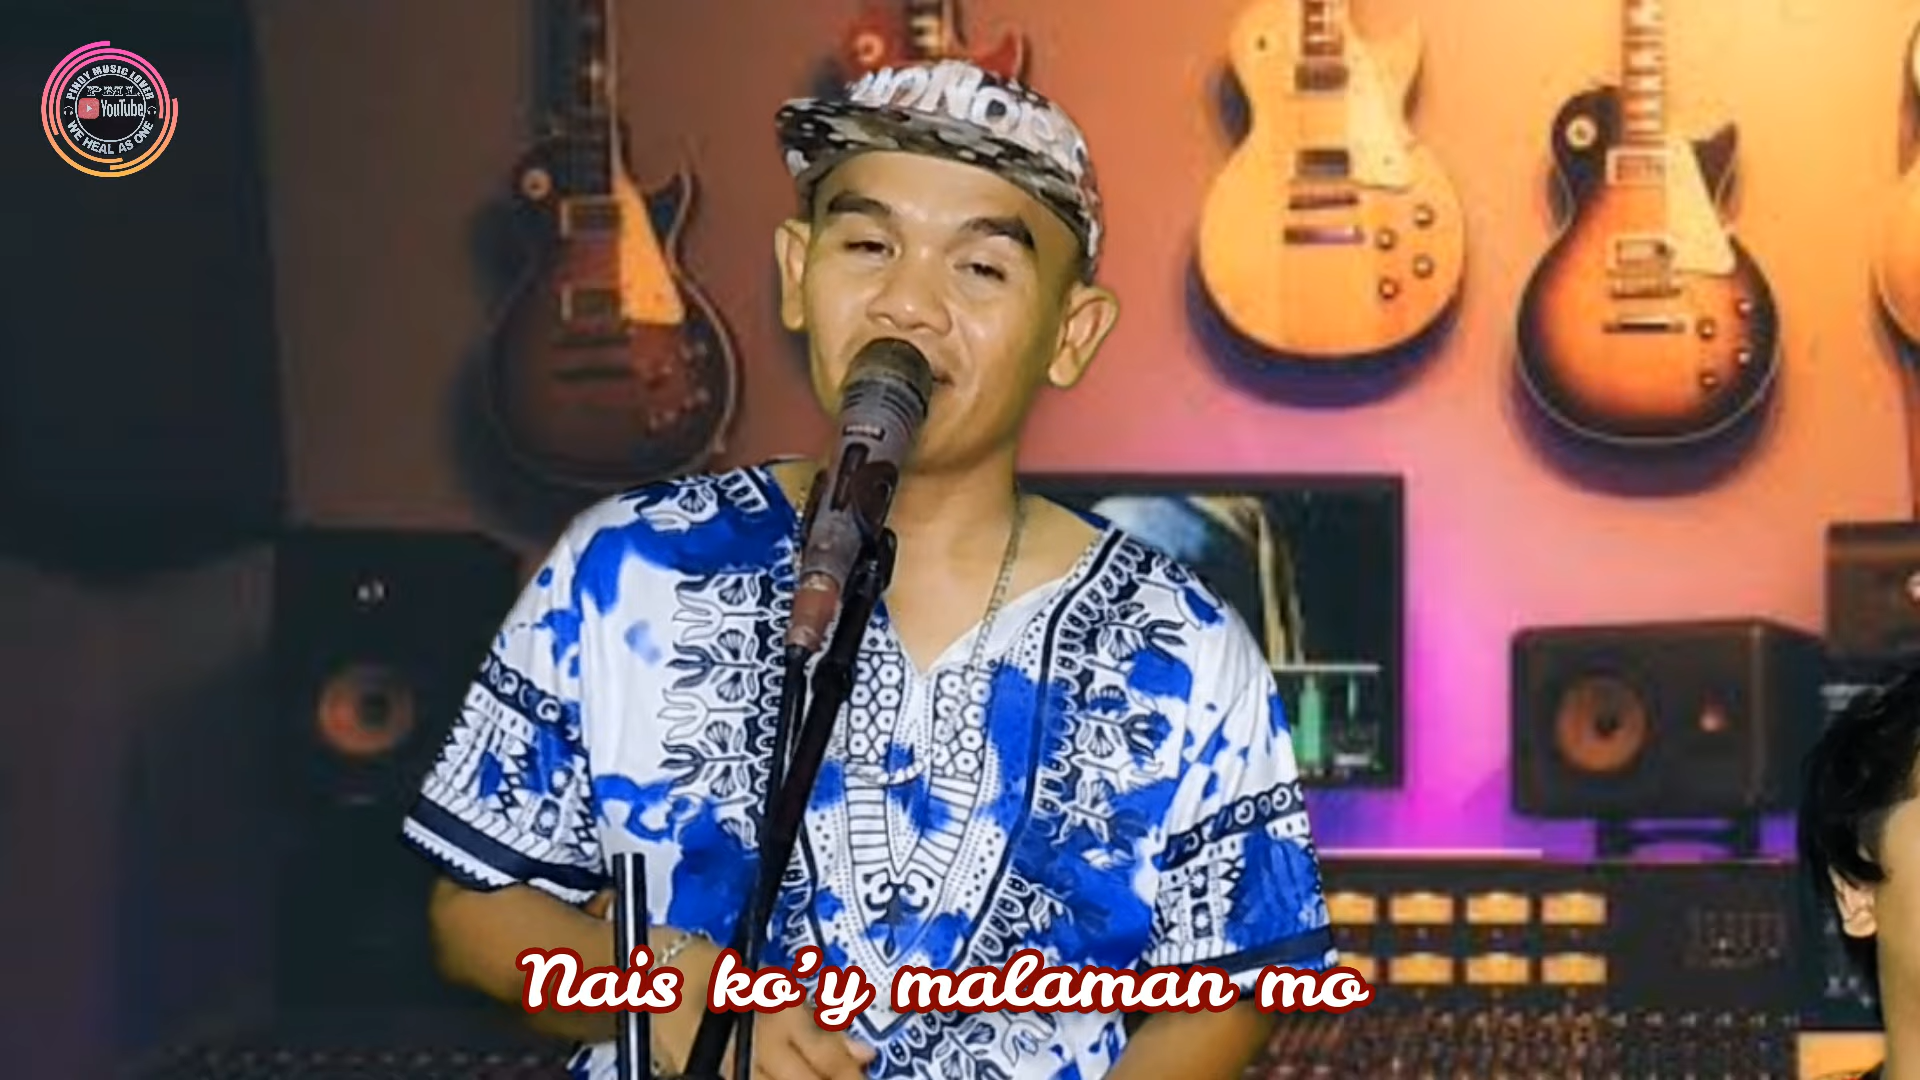 PINOY MUSIC LOVER
PML
YouTube
WE HEAL AS ONE
Nais ko'y malaman mo